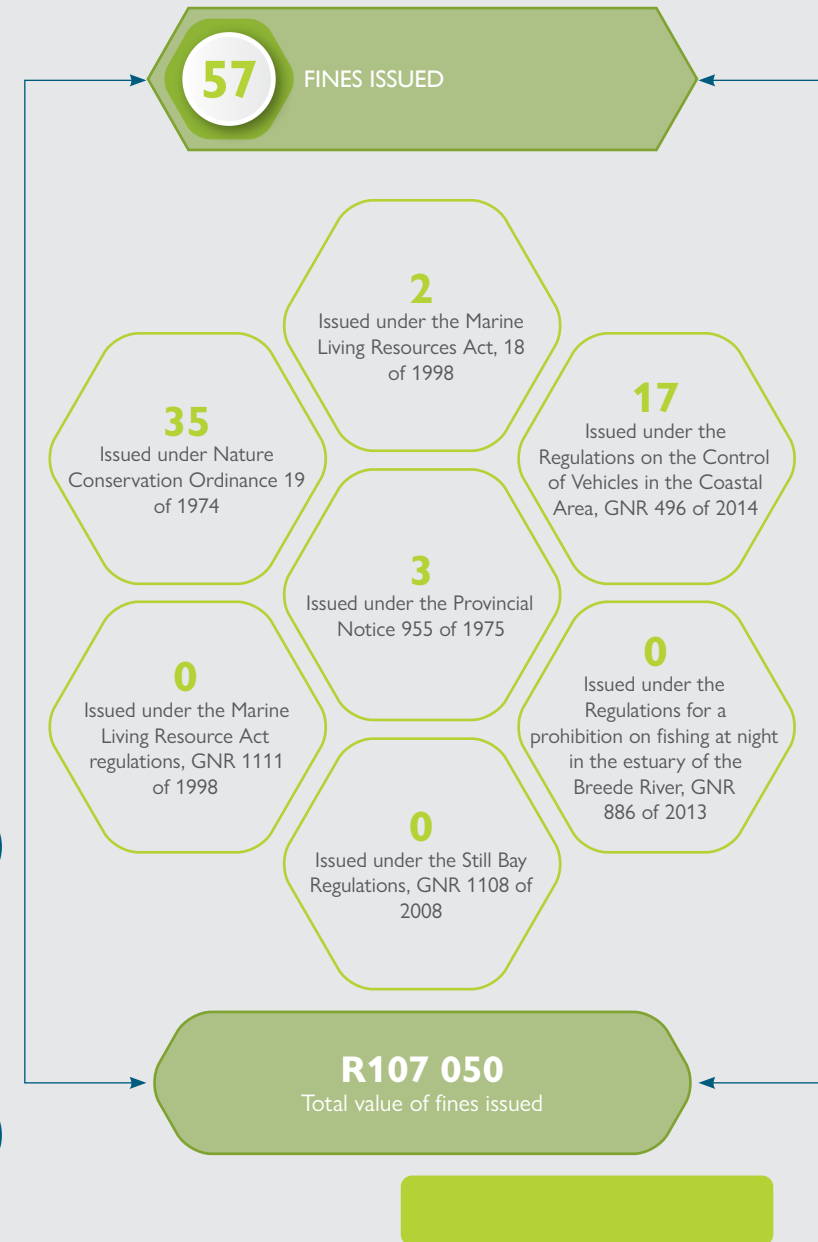 57
FINES ISSUED
2
Issued under the Marine
Living Resources Act, 18
of 1998
35
Issued under Nature
Conservation Ordinance 19
of 1974
17
Issued under the
Regulations on the Control
of Vehicles in the Coastal
Area, GNR 496 of 2014
3
Issued under the Provincial
Notice 955 of 1975
0
Issued under the Marine
Living Resource Act
regulations, GNR 1111
of 1998
0
Issued under the
Regulations for a
prohibition on fishing at night
in the estuary of the
Breede River, GNR
886 of 2013
0
Issued under the Still Bay
Regulations, GNR 1108 of
2008
R107 050
Total value of fines issued